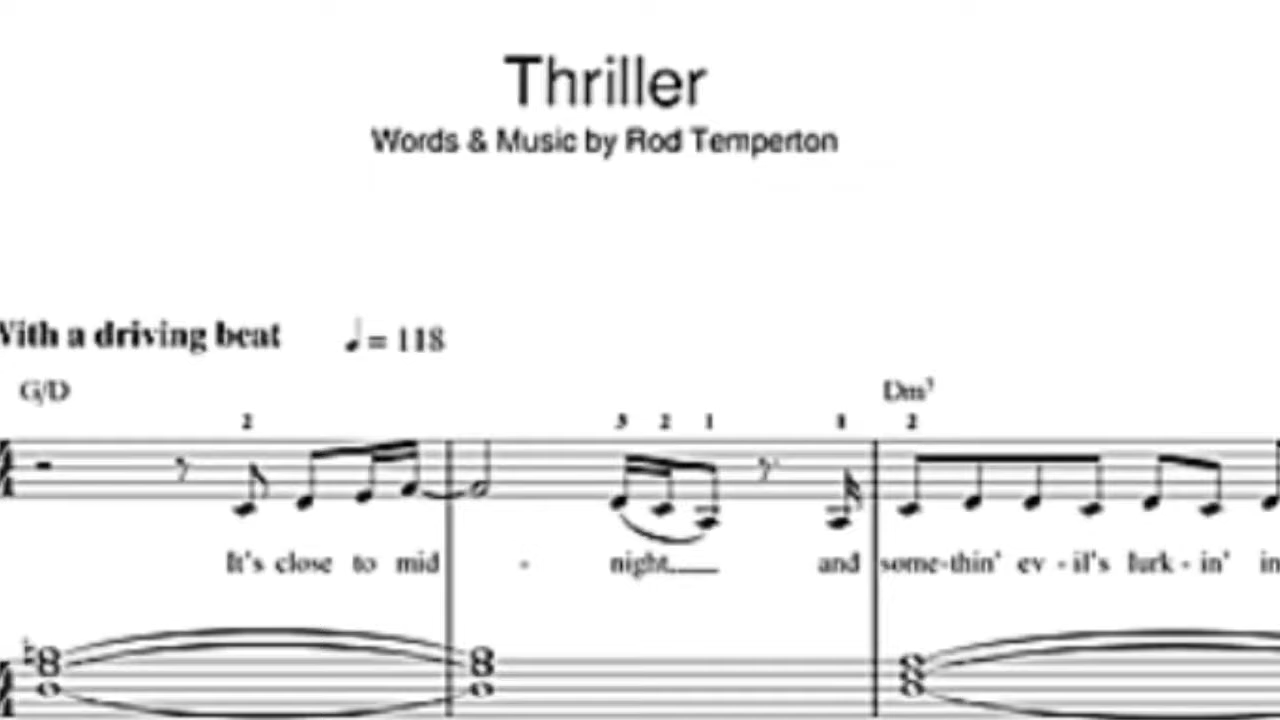 Thriller
Words & Music by Rod Temperton
With a driving beat ♩= 118
G/D Dm7
2 3 2 1 1 2
It's close to mid - night and some-thin' ev - il's lurk - in' in